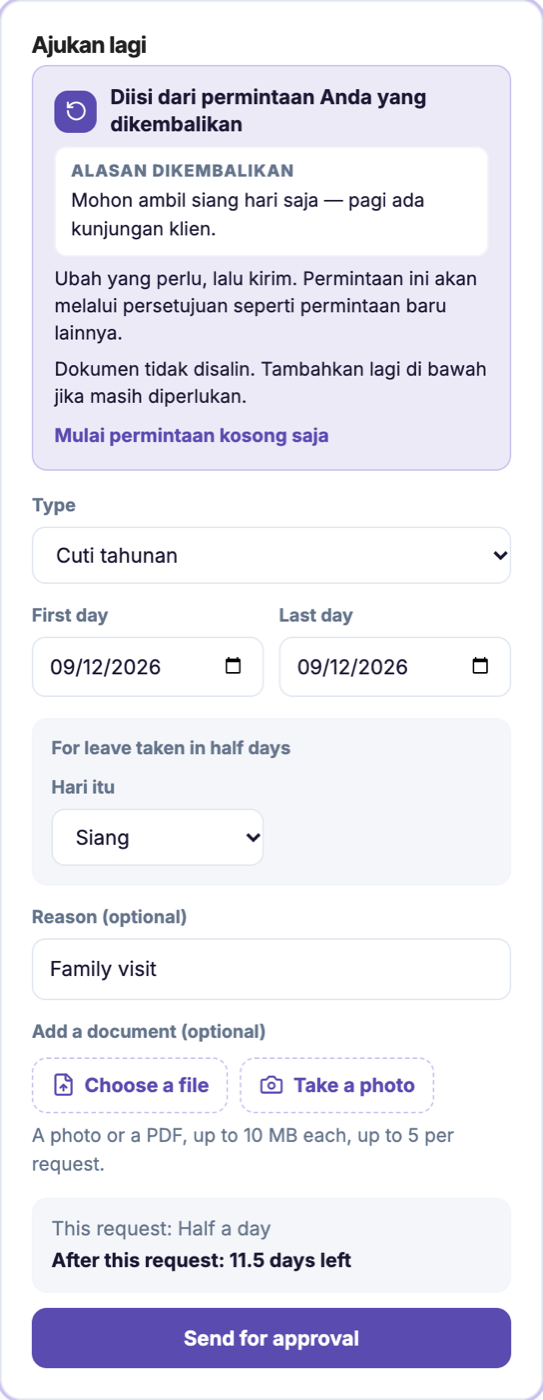 Ajukan lagi
Diisi dari permintaan Anda yang
dikembalikan
ALASAN DIKEMBALIKAN
Mohon ambil siang hari saja — pagi ada
kunjungan klien.
Ubah yang perlu, lalu kirim. Permintaan ini akan
melalui persetujuan seperti permintaan baru
lainnya.
Dokumen tidak disalin. Tambahkan lagi di bawah
jika masih diperlukan.
Mulai permintaan kosong saja
Type
Cuti tahunan
First day
Last day
09/12/2026
09/12/2026
For leave taken in half days
Hari itu
Siang
Reason (optional)
Family visit
Add a document (optional)
Choose a file
Take a photo
A photo or a PDF, up to 10 MB each, up to 5 per
request.
This request: Half a day
After this request: 11.5 days left
Send for approval